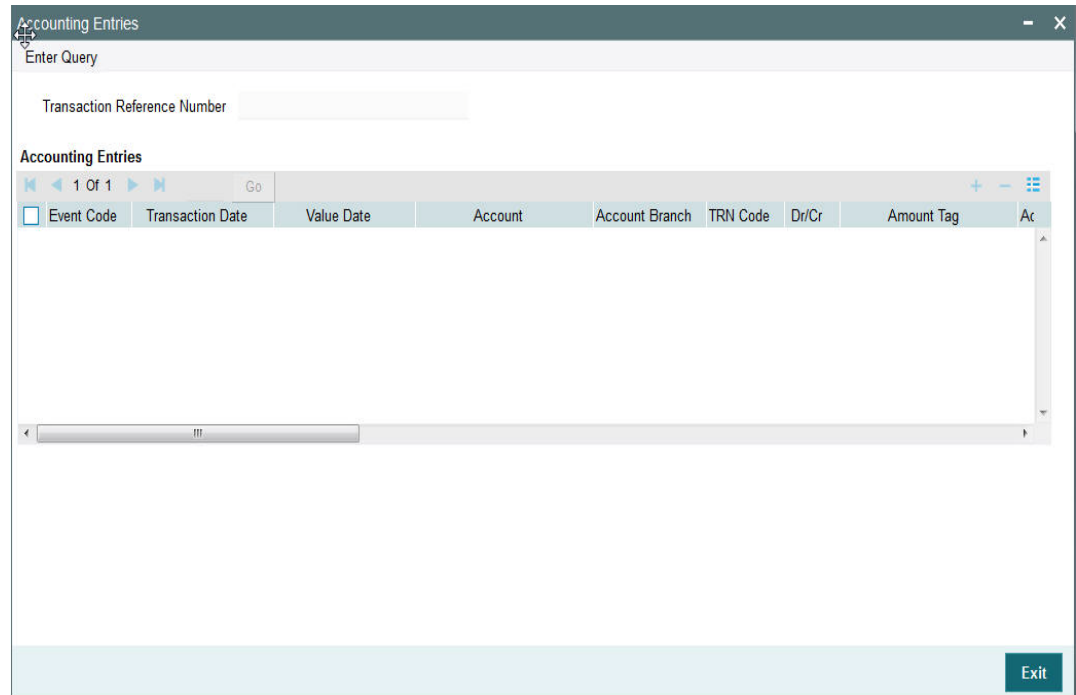 Accounting Entries
Enter Query
Transaction Reference Number
Accounting Entries
1 Of 1 Go
Event Code Transaction Date Value Date Account Account Branch TRN Code Dr/Cr Amount Tag Ac
Exit